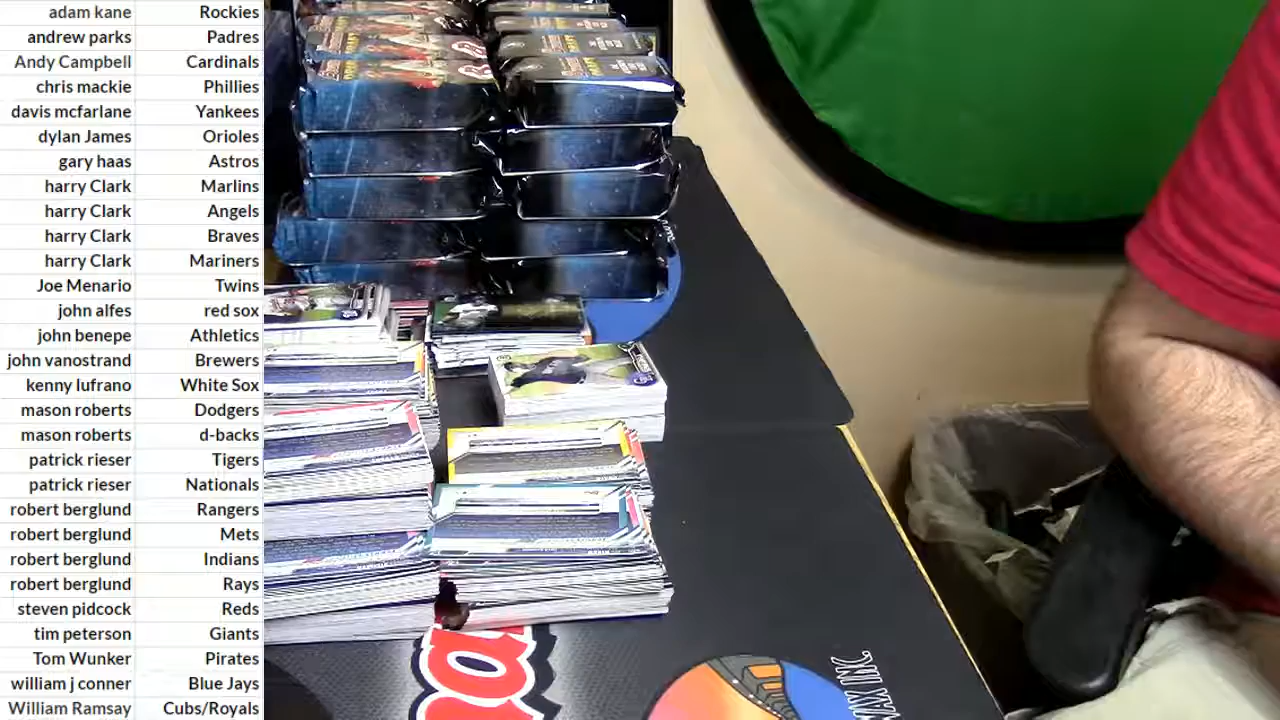 adam kane Rockies
andrew parks Padres
Andy Campbell Cardinals
chris mackie Phillies
davis mcfarlane Yankees
dylan James Orioles
gary haas Astros
harry Clark Marlins
harry Clark Angels
harry Clark Braves
harry Clark Mariners
Joe Menario Twins
john alfes red sox
john benepe Athletics
john vanostrand Brewers
kenny lufrano White Sox
mason roberts Dodgers
mason roberts d-backs
patrick rieser Tigers
patrick rieser Nationals
robert berglund Rangers
robert berglund Mets
robert berglund Indians
robert berglund Rays
steven pidcock Reds
tim peterson Giants
Tom Wunker Pirates
william j conner Blue Jays
William Ramsay Cubs/Royals
WAX INC.